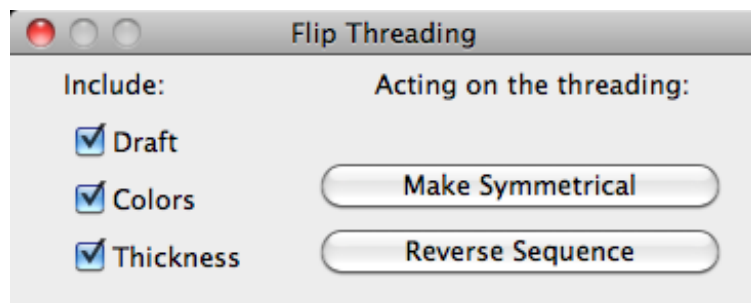 Flip Threading
Include:
Acting on the threading:
Draft
Colors
Thickness
Make Symmetrical
Reverse Sequence